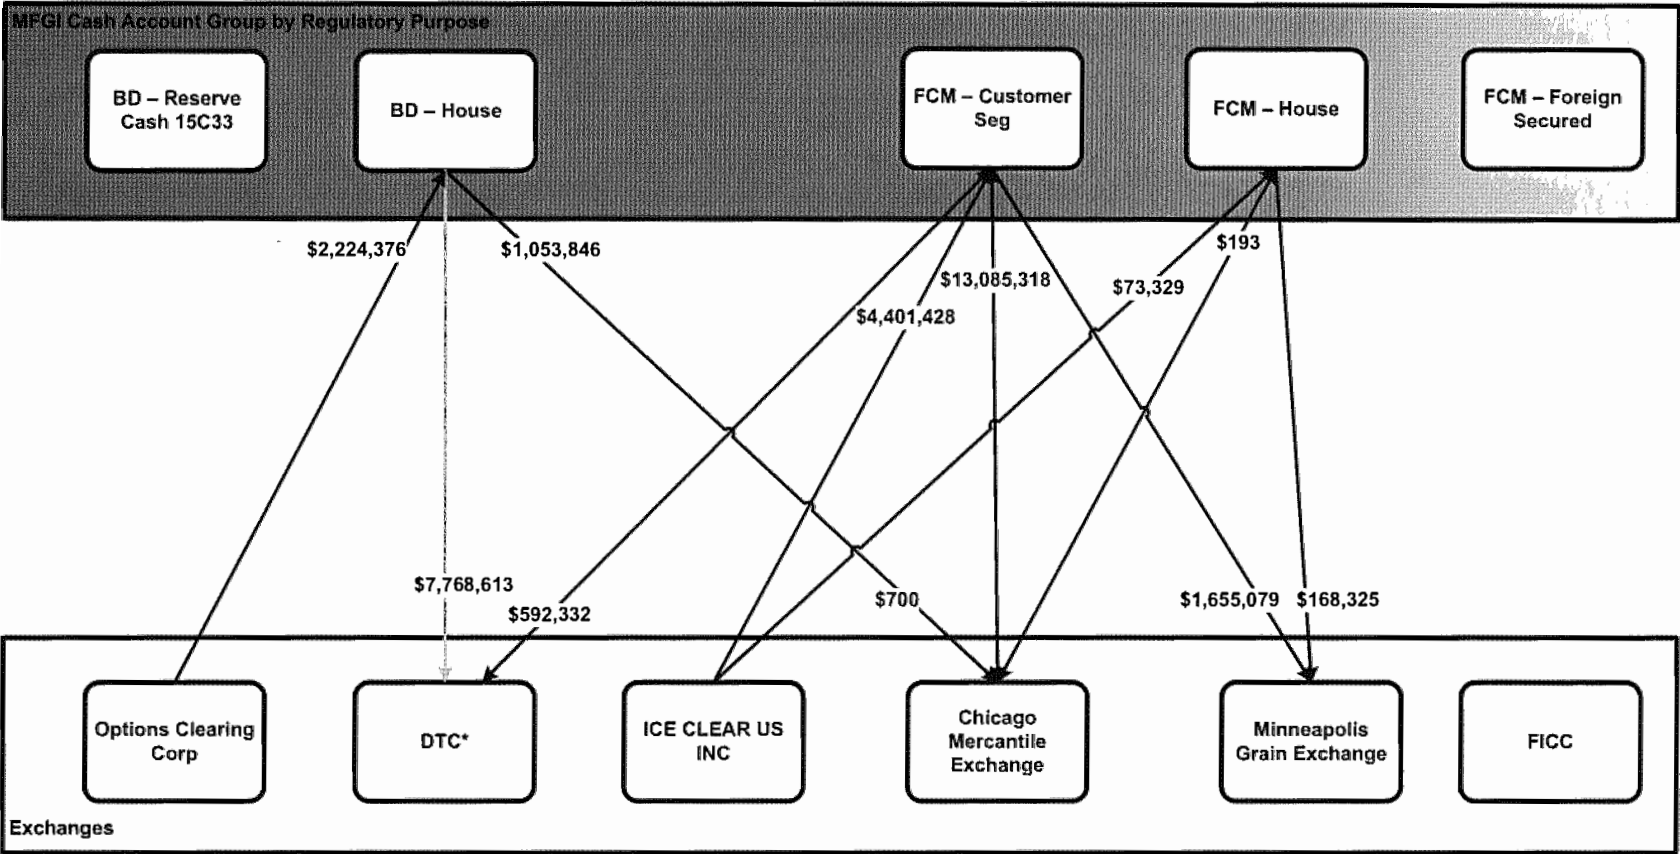 MFGI Cash Account Group by Regulatory Purpose
BD – Reserve
Cash 15C33
BD – House
FCM – Customer
Seg
FCM – House
FCM – Foreign
Secured
$2,224,376
$1,053,846
$193
$13,085,318
$73,329
$4,401,428
$7,768,613
$592,332
$700
$1,655,079
$168,325
Options Clearing
Corp
DTC*
ICE CLEAR US
INC
Chicago
Mercantile
Exchange
Minneapolis
Grain Exchange
FICC
Exchanges